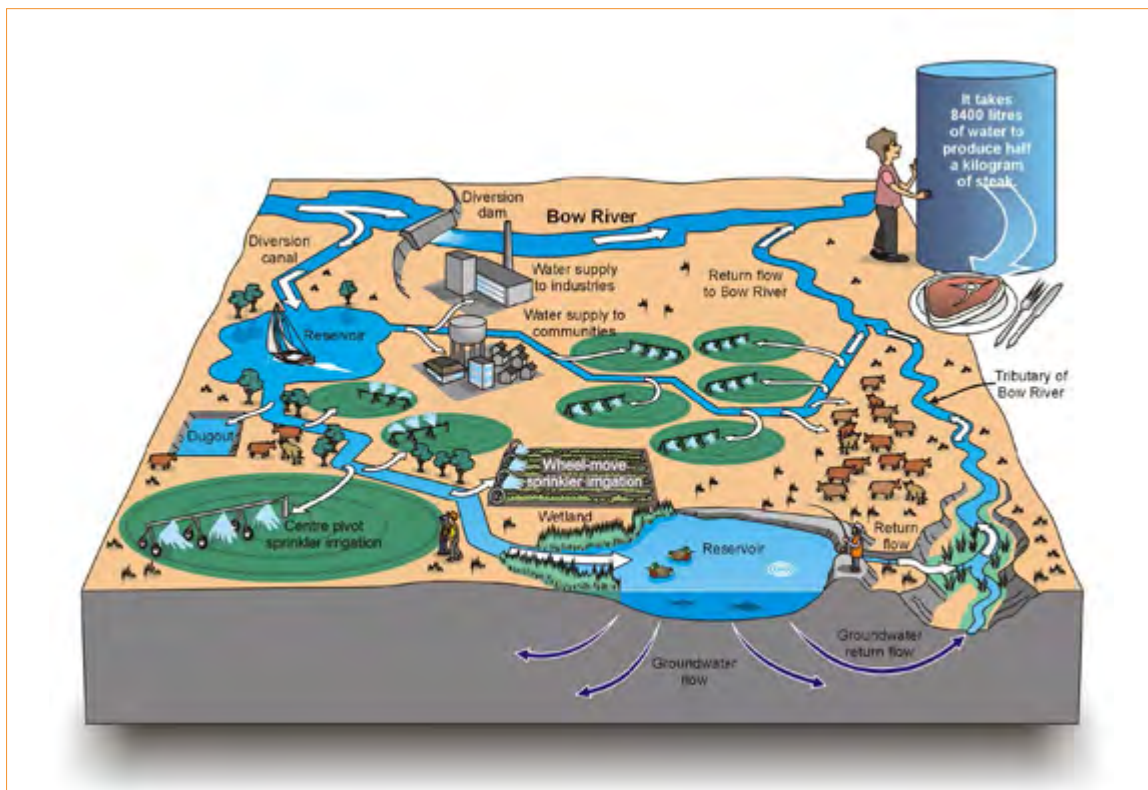 It takes
8400 litres
of water to
produce half
a kilogram
of steak.
Diversion
dam
Bow River
Diversion
canal
Water supply
to industries
Return flow
to Bow River
Water supply to
communities
Reservoir
Tributary of
Bow River
Dugout
Wheel-move
sprinkler irrigation
Centre pivot
sprinkler irrigation
Wetland
Reservoir
Return
flow
Groundwater
return flow
Groundwater
flow